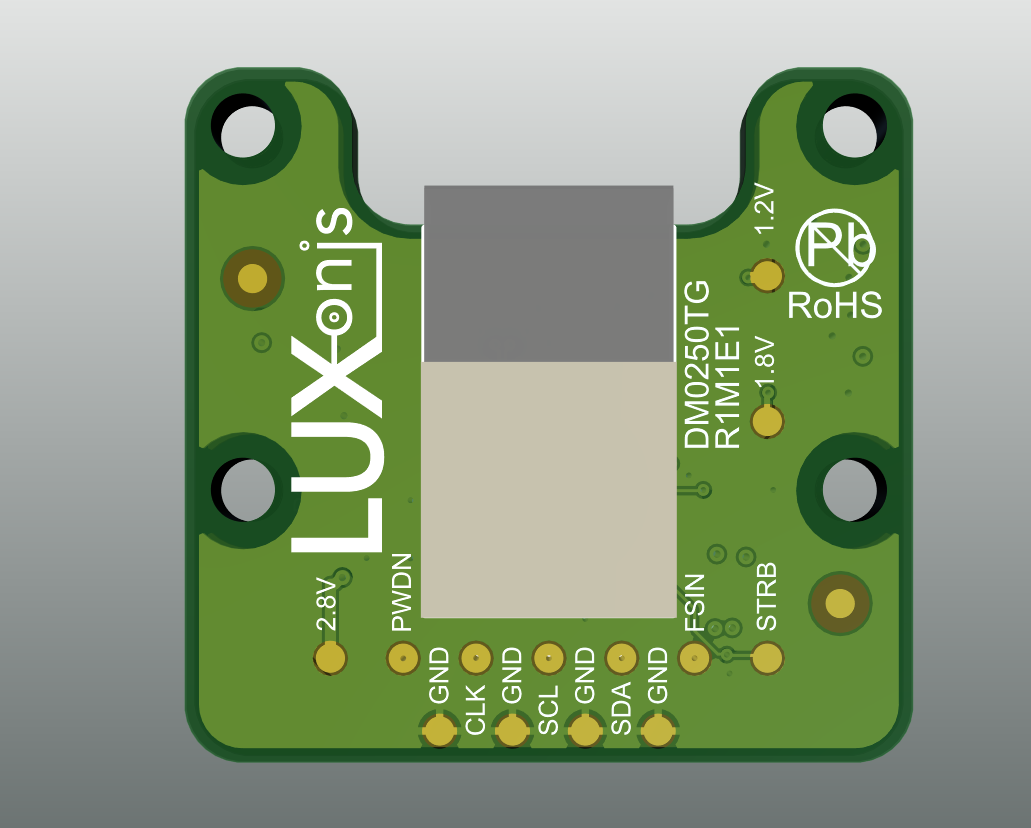 LUXonis
1.2V
Pb
RoHS
DM0250TG
R1M1E1
1.8V
2.8V
PWDN
FSIN
STRB
GND
CLK
GND
SCL
GND
SDA
GND